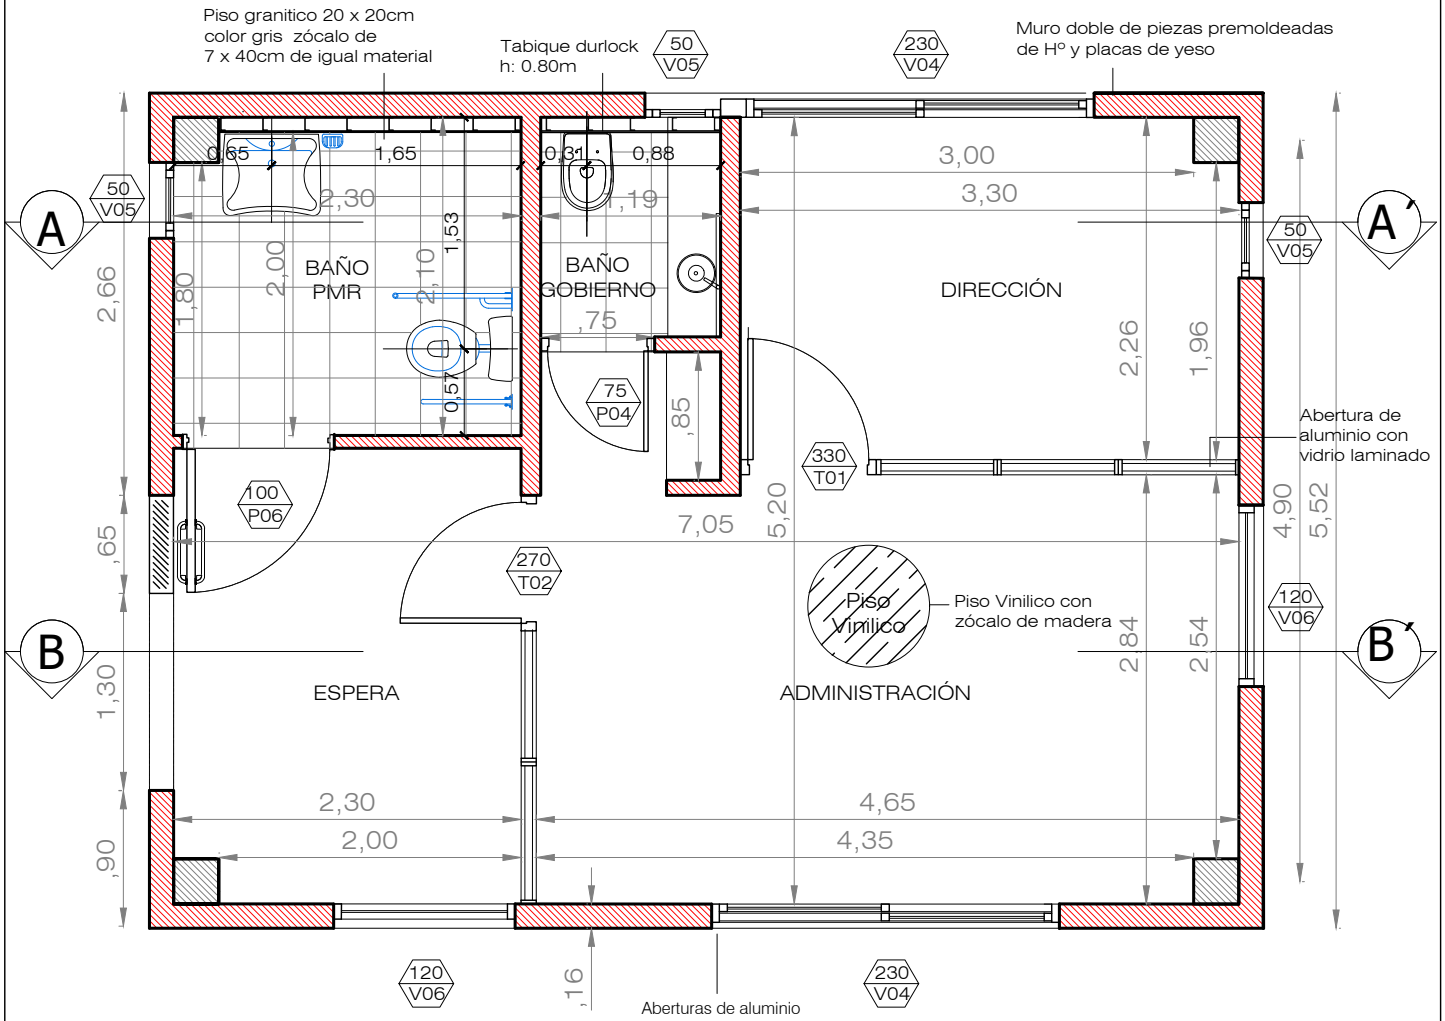 Piso granitico 20 x 20cm
color gris zócalo de
7 x 40cm de igual material
Tabique durlock
h: 0.80m
50
V05
230
V04
Muro doble de piezas premoldeadas
de Hº y placas de yeso
0,65
1,65
0,31
0,88
3,00
50
V05
2,30
1,19
3,30
A
A´
50
V05
1,53
2,66
1,80
2,00
2,10
BAÑO
PMR
BAÑO
GOBIERNO
DIRECCIÓN
,75
2,26
1,96
0,57
75
P04
,85
Abertura de
aluminio con
vidrio laminado
330
T01
100
P06
5,20
7,05
4,90
5,52
,65
270
T02
Piso
Vinilico
Piso Vinilico con
zócalo de madera
120
V06
B
B´
2,84
2,54
1,30
ESPERA
ADMINISTRACIÓN
2,30
4,65
2,00
4,35
,90
120
V06
,16
230
V04
Aberturas de aluminio